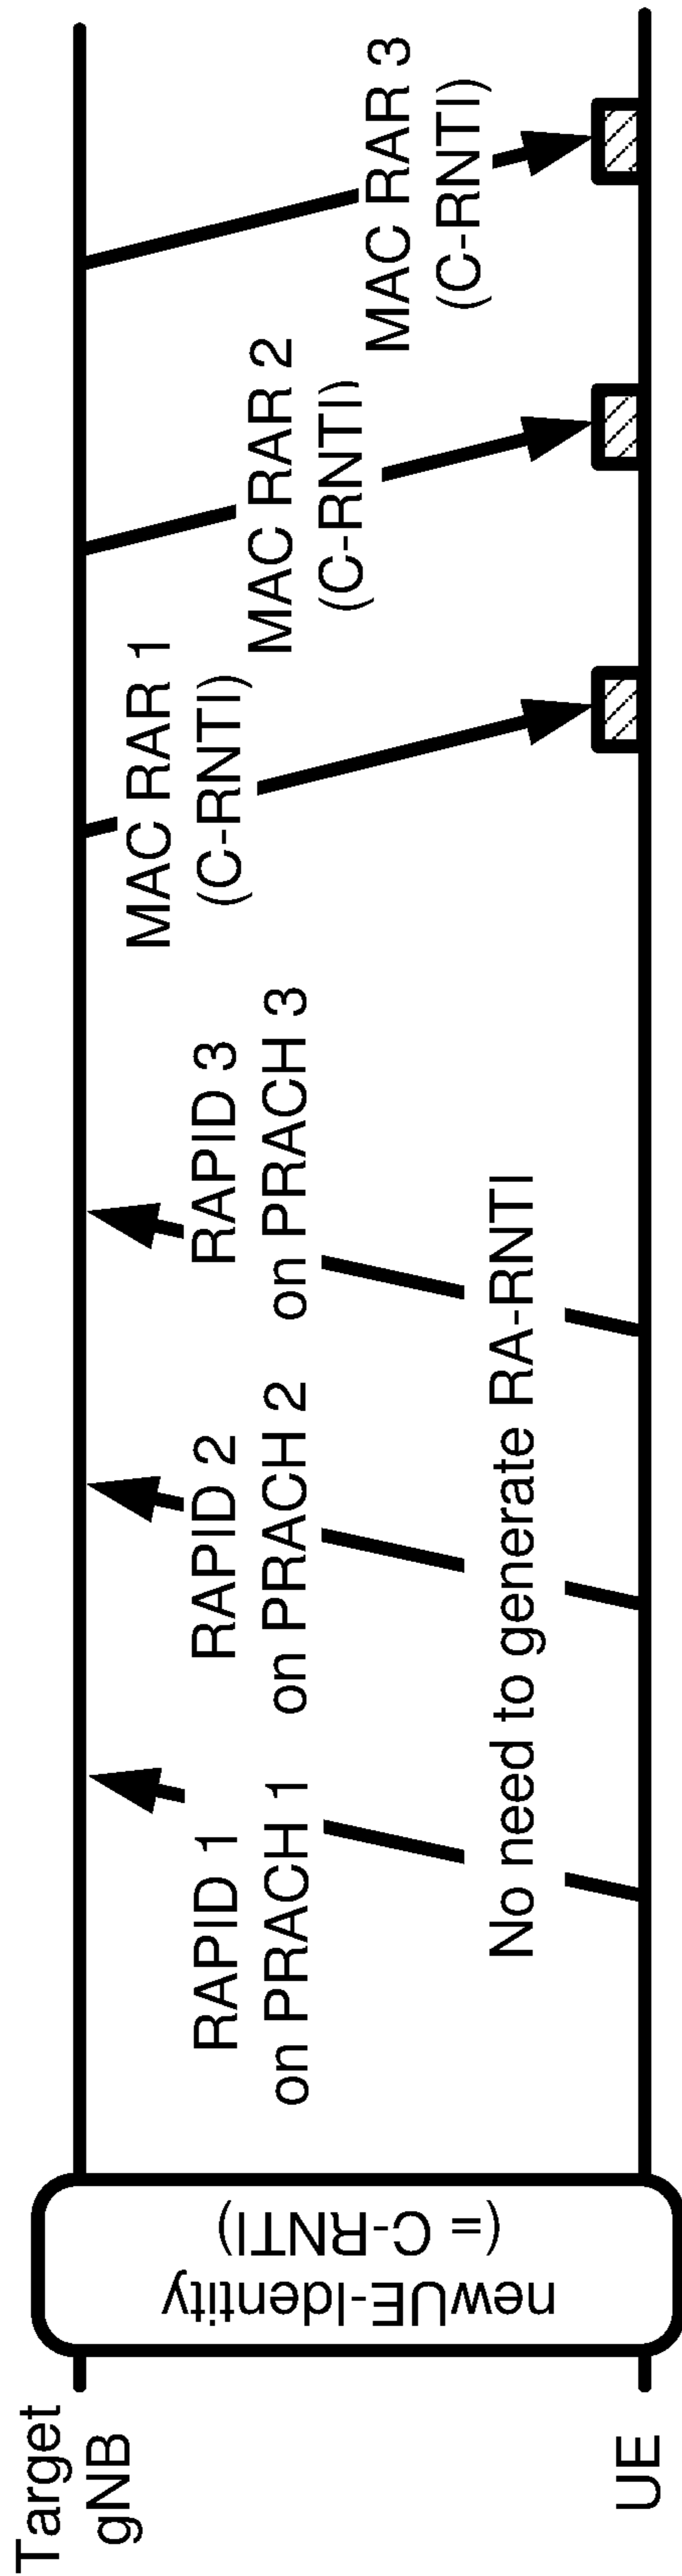 Target
gNB
UE
newUE-Identity
(= C-RNTI)
RAPID 1
on PRACH 1
RAPID 2
on PRACH 2
RAPID 3
on PRACH 3
No need to generate RA-RNTI
MAC RAR 1
(C-RNTI)
MAC RAR 2
(C-RNTI)
MAC RAR 3
(C-RNTI)